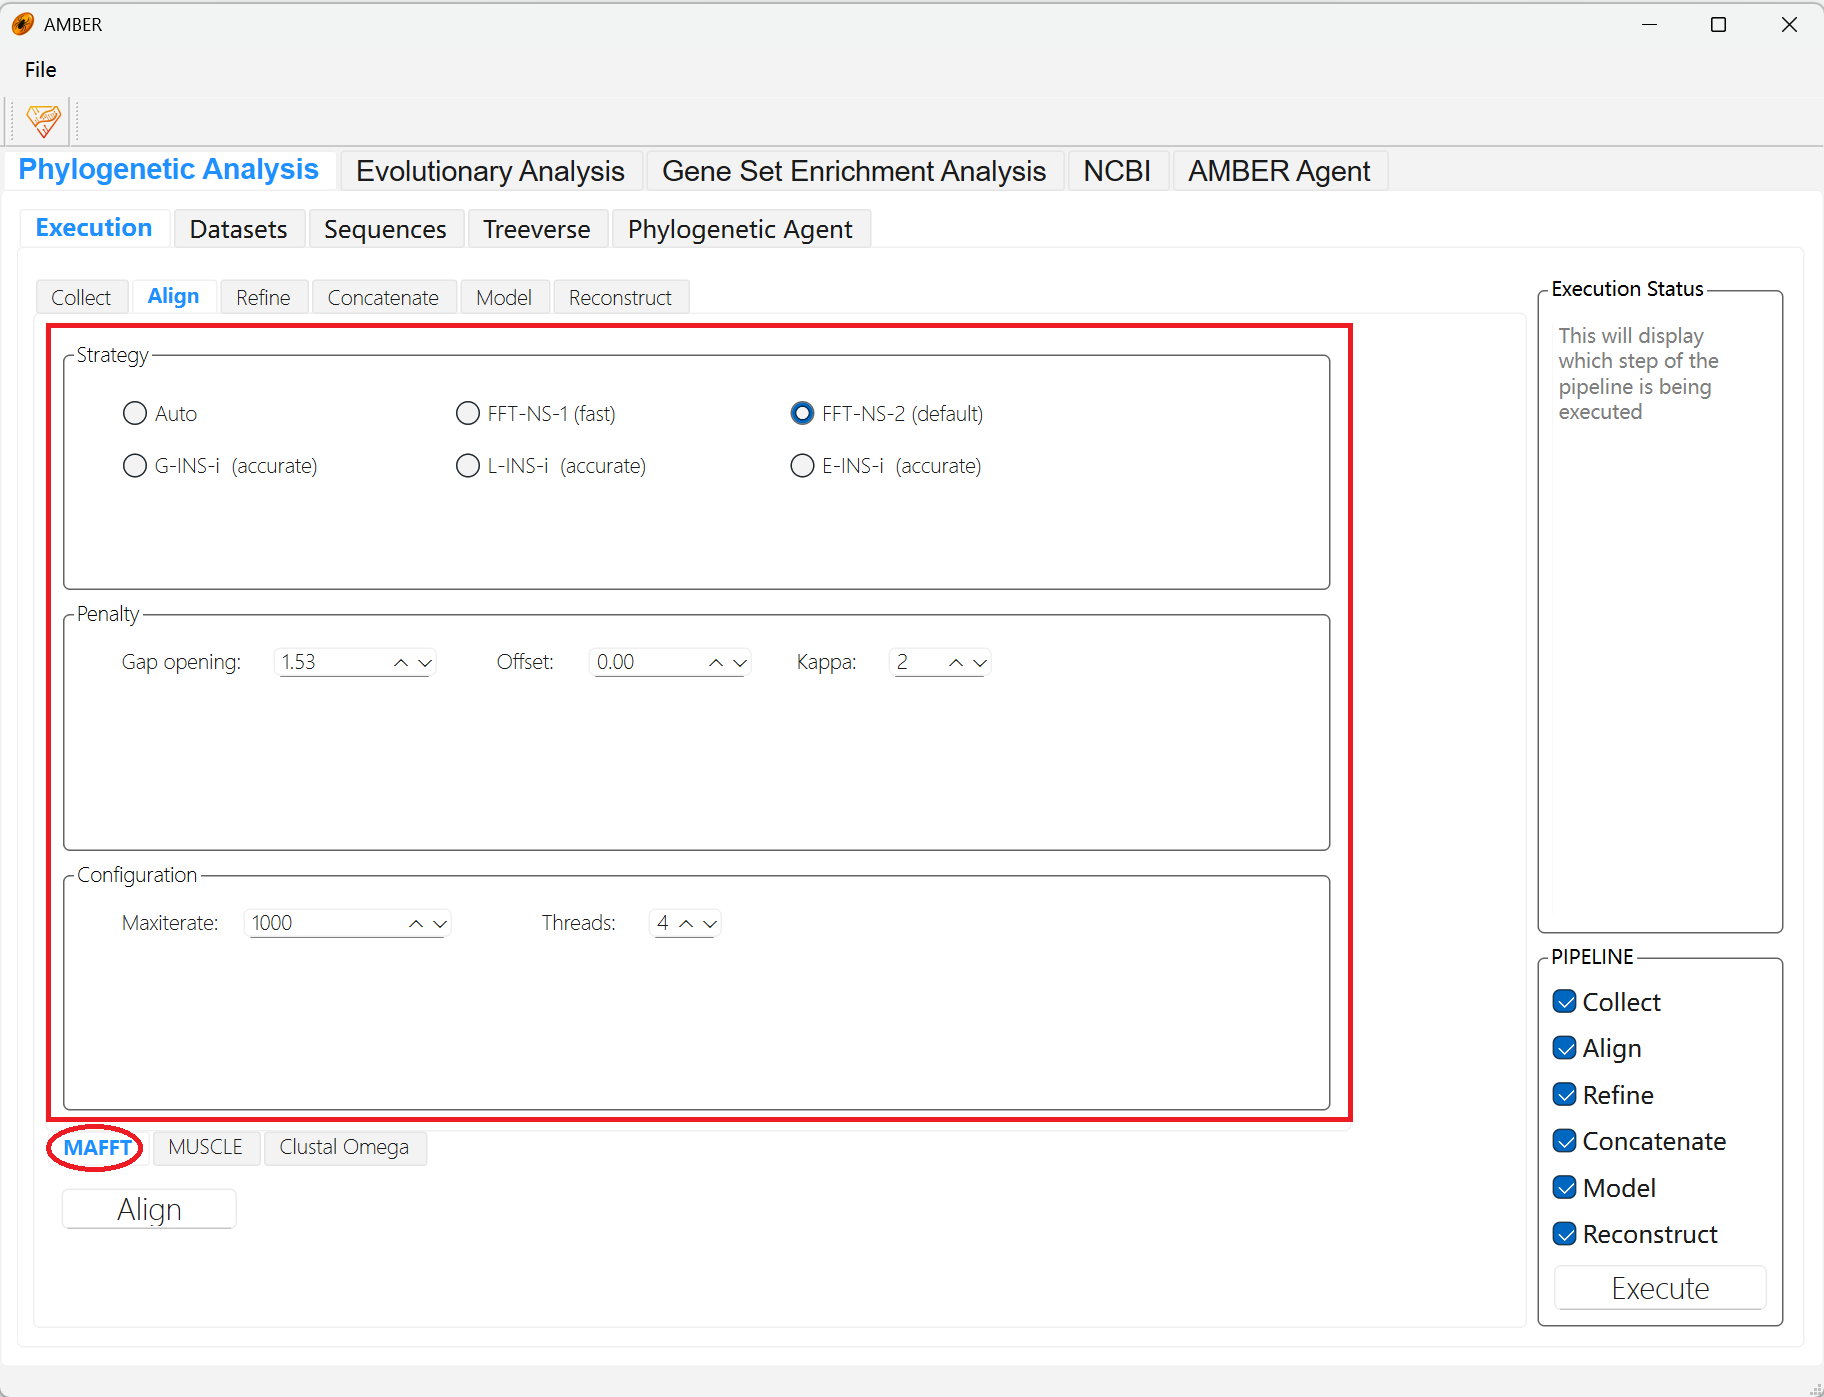 AMBER
File
Phylogenetic Analysis Evolutionary Analysis Gene Set Enrichment Analysis NCBI AMBER Agent
Execution Datasets Sequences Treeverse Phylogenetic Agent
Collect Align Refine Concatenate Model Reconstruct
Strategy
Auto FFT-NS-1 (fast) FFT-NS-2 (default)
G-INS-i (accurate) L-INS-i (accurate) E-INS-i (accurate)
Penalty
Gap opening: 1.53 Offset: 0.00 Kappa: 2
Configuration
Maxiterate: 1000 Threads: 4
MAFFT MUSCLE Clustal Omega
Align
Execution Status
This will display
which step of the
pipeline is being
executed
PIPELINE
Collect
Align
Refine
Concatenate
Model
Reconstruct
Execute